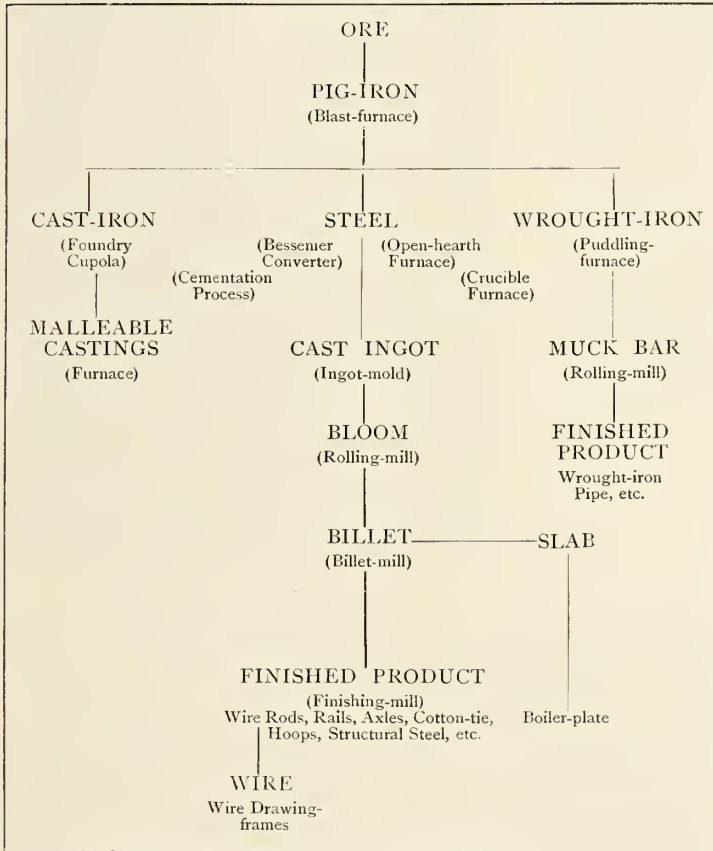 ORE
PIG-IRON
(Blast-furnace)
CAST-IRON
(Foundry
Cupola)
MALLEABLE
CASTINGS
(Furnace)
STEEL
(Bessemer
Converter)
(Open-hearth
Furnace)
(Cementation
Process)
(Crucible
Furnace)
CAST INGOT
(Ingot-mold)
BLOOM
(Rolling-mill)
BILLET
(Billet-mill)
SLAB
FINISHED PRODUCT
(Finishing-mill)
Wire Rods, Rails, Axles, Cotton-tie,
Hoops, Structural Steel, etc.
Boiler-plate
WIRE
Wire Drawing-
frames
WROUGHT-IRON
(Puddling-
furnace)
MUCK BAR
(Rolling-mill)
FINISHED
PRODUCT
Wrought-iron
Pipe, etc.